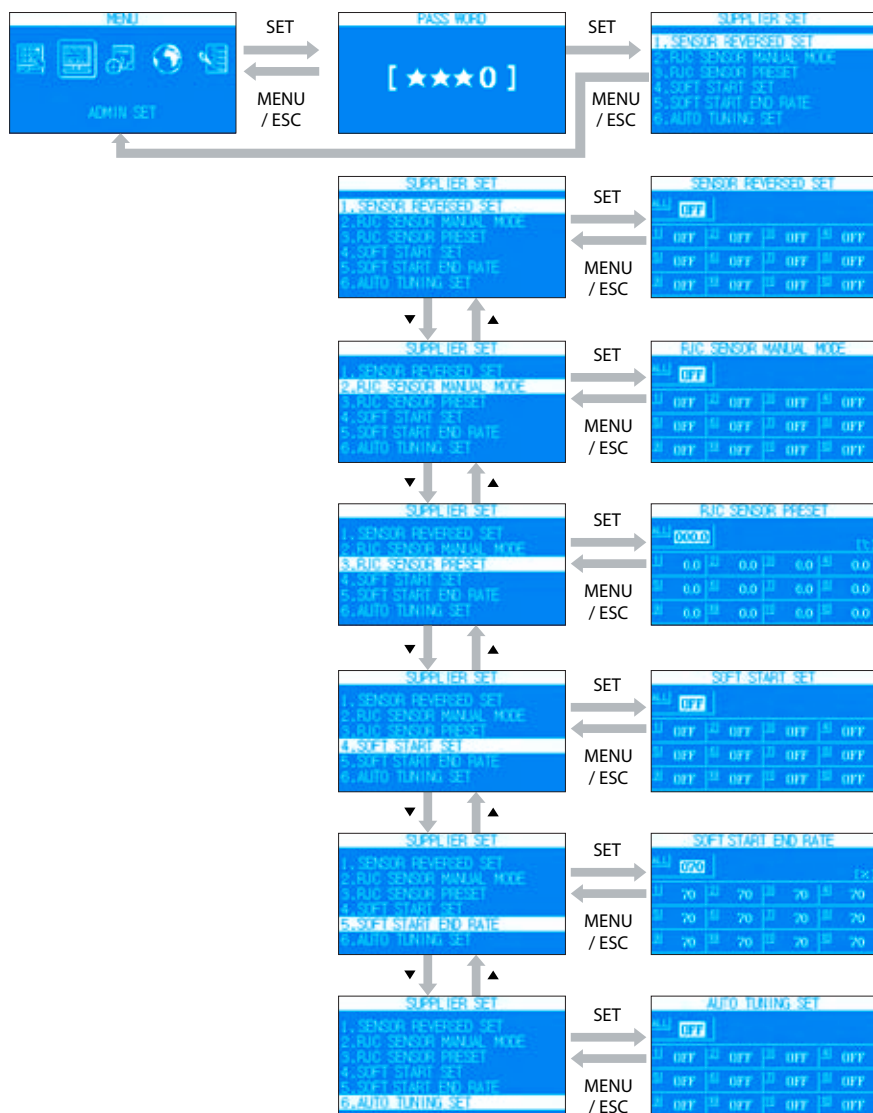 MENU
ADMIN SET
SET
MENU
/ ESC
PASS WORD
[ ★★★0 ]
SET
MENU
/ ESC
SUPPLIER SET
1.SENSOR REVERSED SET
2.RJC SENSOR MANUAL MODE
3.RJC SENSOR PRESET
4.SOFT START SET
5.SOFT START END RATE
6.AUTO TUNING SET
SUPPLIER SET
1.SENSOR REVERSED SET
2.RJC SENSOR MANUAL MODE
3.RJC SENSOR PRESET
4.SOFT START SET
5.SOFT START END RATE
6.AUTO TUNING SET
SET
MENU
/ ESC
SENSOR REVERSED SET
ALL OFF
OFF OFF OFF OFF
OFF OFF OFF OFF
OFF OFF OFF OFF
▼ ▲
SUPPLIER SET
1.SENSOR REVERSED SET
2.RJC SENSOR MANUAL MODE
3.RJC SENSOR PRESET
4.SOFT START SET
5.SOFT START END RATE
6.AUTO TUNING SET
SET
MENU
/ ESC
RJC SENSOR MANUAL MODE
ALL OFF
OFF OFF OFF OFF
OFF OFF OFF OFF
OFF OFF OFF OFF
▼ ▲
SUPPLIER SET
1.SENSOR REVERSED SET
2.RJC SENSOR MANUAL MODE
3.RJC SENSOR PRESET
4.SOFT START SET
5.SOFT START END RATE
6.AUTO TUNING SET
SET
MENU
/ ESC
RJC SENSOR PRESET
ALL 000.0
0.0 0.0 0.0 0.0
0.0 0.0 0.0 0.0
0.0 0.0 0.0 0.0
▼ ▲
SUPPLIER SET
1.SENSOR REVERSED SET
2.RJC SENSOR MANUAL MODE
3.RJC SENSOR PRESET
4.SOFT START SET
5.SOFT START END RATE
6.AUTO TUNING SET
SET
MENU
/ ESC
SOFT START SET
ALL OFF
OFF OFF OFF OFF
OFF OFF OFF OFF
OFF OFF OFF OFF
▼ ▲
SUPPLIER SET
1.SENSOR REVERSED SET
2.RJC SENSOR MANUAL MODE
3.RJC SENSOR PRESET
4.SOFT START SET
5.SOFT START END RATE
6.AUTO TUNING SET
SET
MENU
/ ESC
SOFT START END RATE
ALL 070
70 70 70 70
70 70 70 70
70 70 70 70
▼ ▲
SUPPLIER SET
1.SENSOR REVERSED SET
2.RJC SENSOR MANUAL MODE
3.RJC SENSOR PRESET
4.SOFT START SET
5.SOFT START END RATE
6.AUTO TUNING SET
SET
MENU
/ ESC
AUTO TUNING SET
ALL OFF
OFF OFF OFF OFF
OFF OFF OFF OFF
OFF OFF OFF OFF